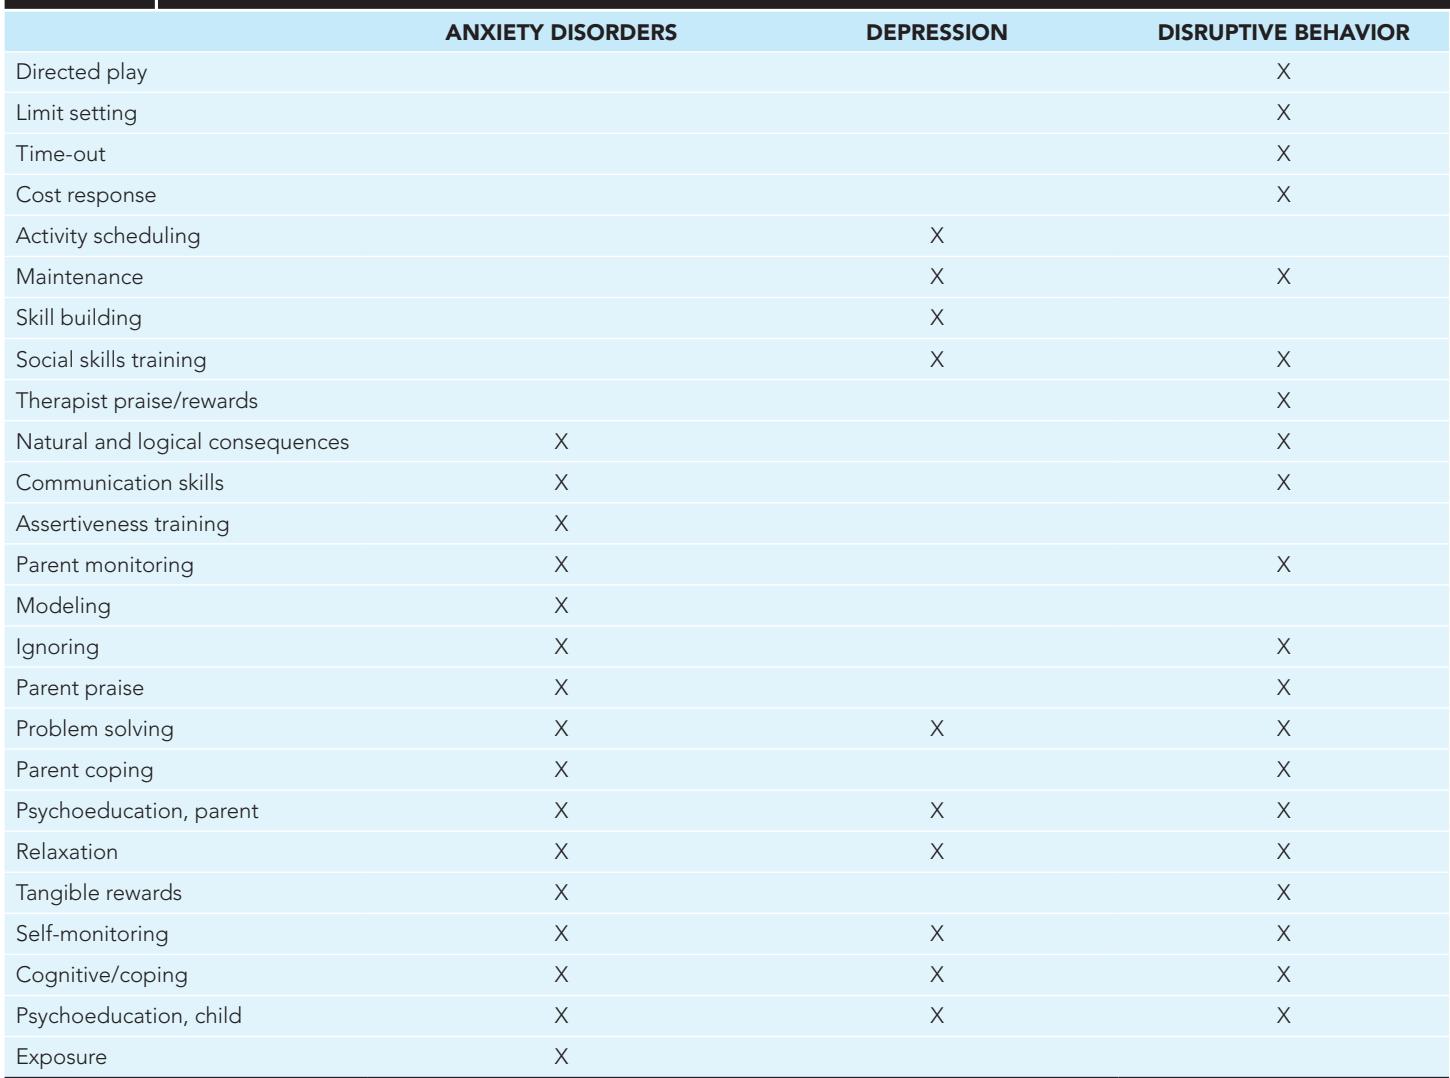 ANXIETY DISORDERS DEPRESSION DISRUPTIVE BEHAVIOR
Directed play X
Limit setting X
Time-out X
Cost response X
Activity scheduling X
Maintenance X X
Skill building X
Social skills training X X
Therapist praise/rewards X
Natural and logical consequences X X
Communication skills X X
Assertiveness training X
Parent monitoring X X
Modeling X
Ignoring X X
Parent praise X X
Problem solving X X X
Parent coping X X
Psychoeducation, parent X X X
Relaxation X X X
Tangible rewards X X
Self-monitoring X X X
Cognitive/coping X X X
Psychoeducation, child X X X
Exposure X